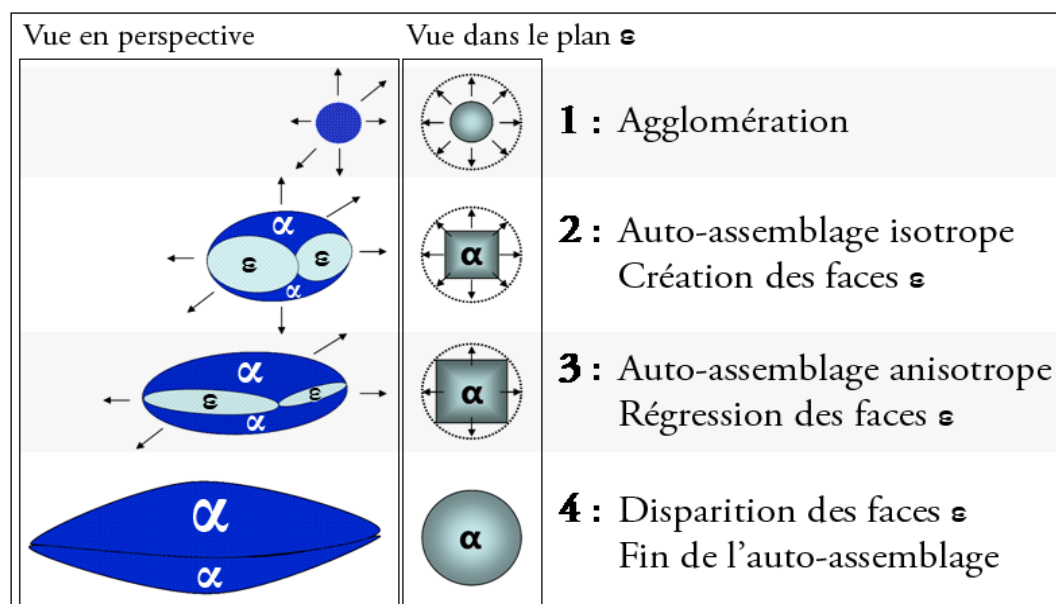 Vue en perspective
Vue dans le plan ε
1 : Agglomération
α
ε ε
α
α
2 : Auto-assemblage isotrope
Création des faces ε
α
ε ε
α
α
3 : Auto-assemblage anisotrope
Régression des faces ε
α
α
α
4 : Disparition des faces ε
Fin de l'auto-assemblage